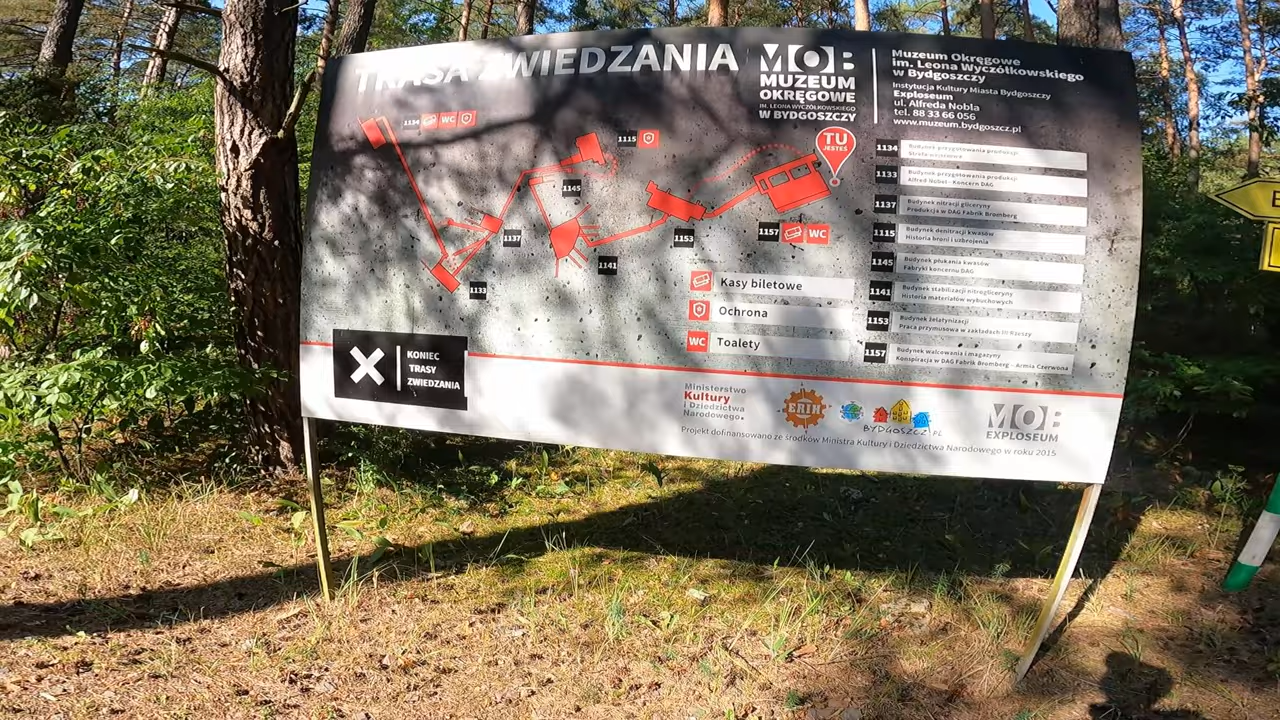 TRASA ZWIEDZANIA
MOB
MUZEUM
OKRĘGOWE
IM. LEONA WYCZÓŁKOWSKIEGO
W BYDGOSZCZY
Muzeum Okręgowe
im. Leona Wyczółkowskiego
w Bydgoszczy
Instytucja Kultury Miasta Bydgoszczy
Exploseum
ul. Alfreda Nobla
tel. 88 33 66 056
www.muzeum.bydgoszcz.pl
1134 WC
1115
TU
JESTEŚ
1145
1137
1153
1157 WC
1141
1133
1134 Budynek przygotowania produkcji
1133 Budynek przygotowania produkcji
Alfred Nobel - Koncern DAG
1137 Budynek nitracji gliceryny
Produkcja w DAG Fabrik Bromberg
1115 Budynek denitracji kwasów
Historia broni i uzbrojenia
1145 Budynek płukania kwasów
Fabryki koncernu DAG
1141 Budynek stabilizacji nitrogliceryny
Historia materiałów wybuchowych
1153 Budynek żelatynizacji
Praca przymusowa w zakładach III Rzeszy
1157 Budynek walcowania i magazyny
Konspiracja w DAG Fabrik Bromberg - Armia Czerwona
Kasy biletowe
Ochrona
WC Toalety
KONIEC
TRASY
ZWIEDZANIA
Ministerstwo
Kultury
i Dziedzictwa
Narodowego.
ERIH
BYDGOSZCZ.PL
MOB
EXPLOSEUM
Projekt dofinansowano ze środków Ministra Kultury i Dziedzictwa Narodowego w roku 2015